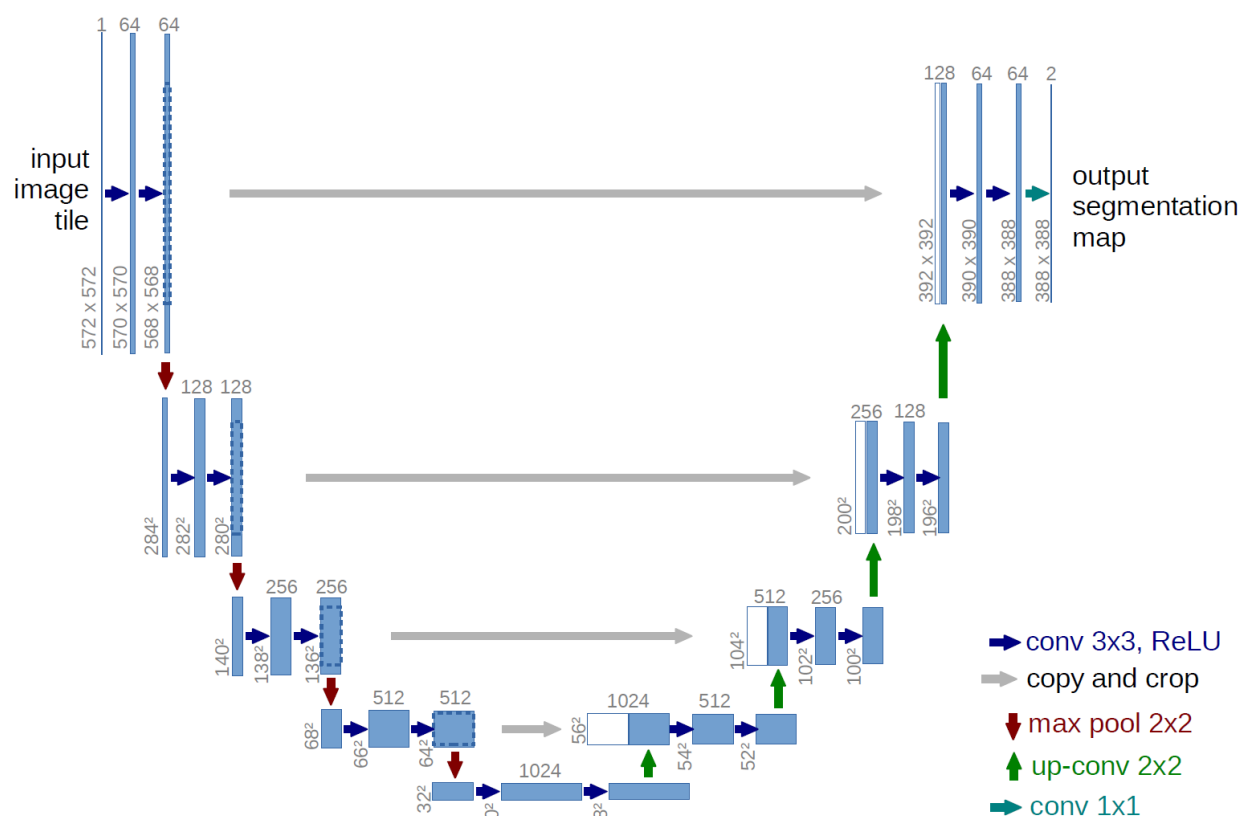 1 64 64
input
image
tile
572 x 572
570 x 570
568 x 568
128 64 64 2
output
segmentation
map
392 x 392
390 x 390
388 x 388
388 x 388
128 128
284²
282²
280²
256 128
200²
198²
196²
256 256
140²
138²
136²
512 256
104²
102²
100²
512 512
68²
66²
64²
1024 512
56²
54²
52²
1024
32²
conv 3x3, ReLU
copy and crop
max pool 2x2
up-conv 2x2
conv 1x1